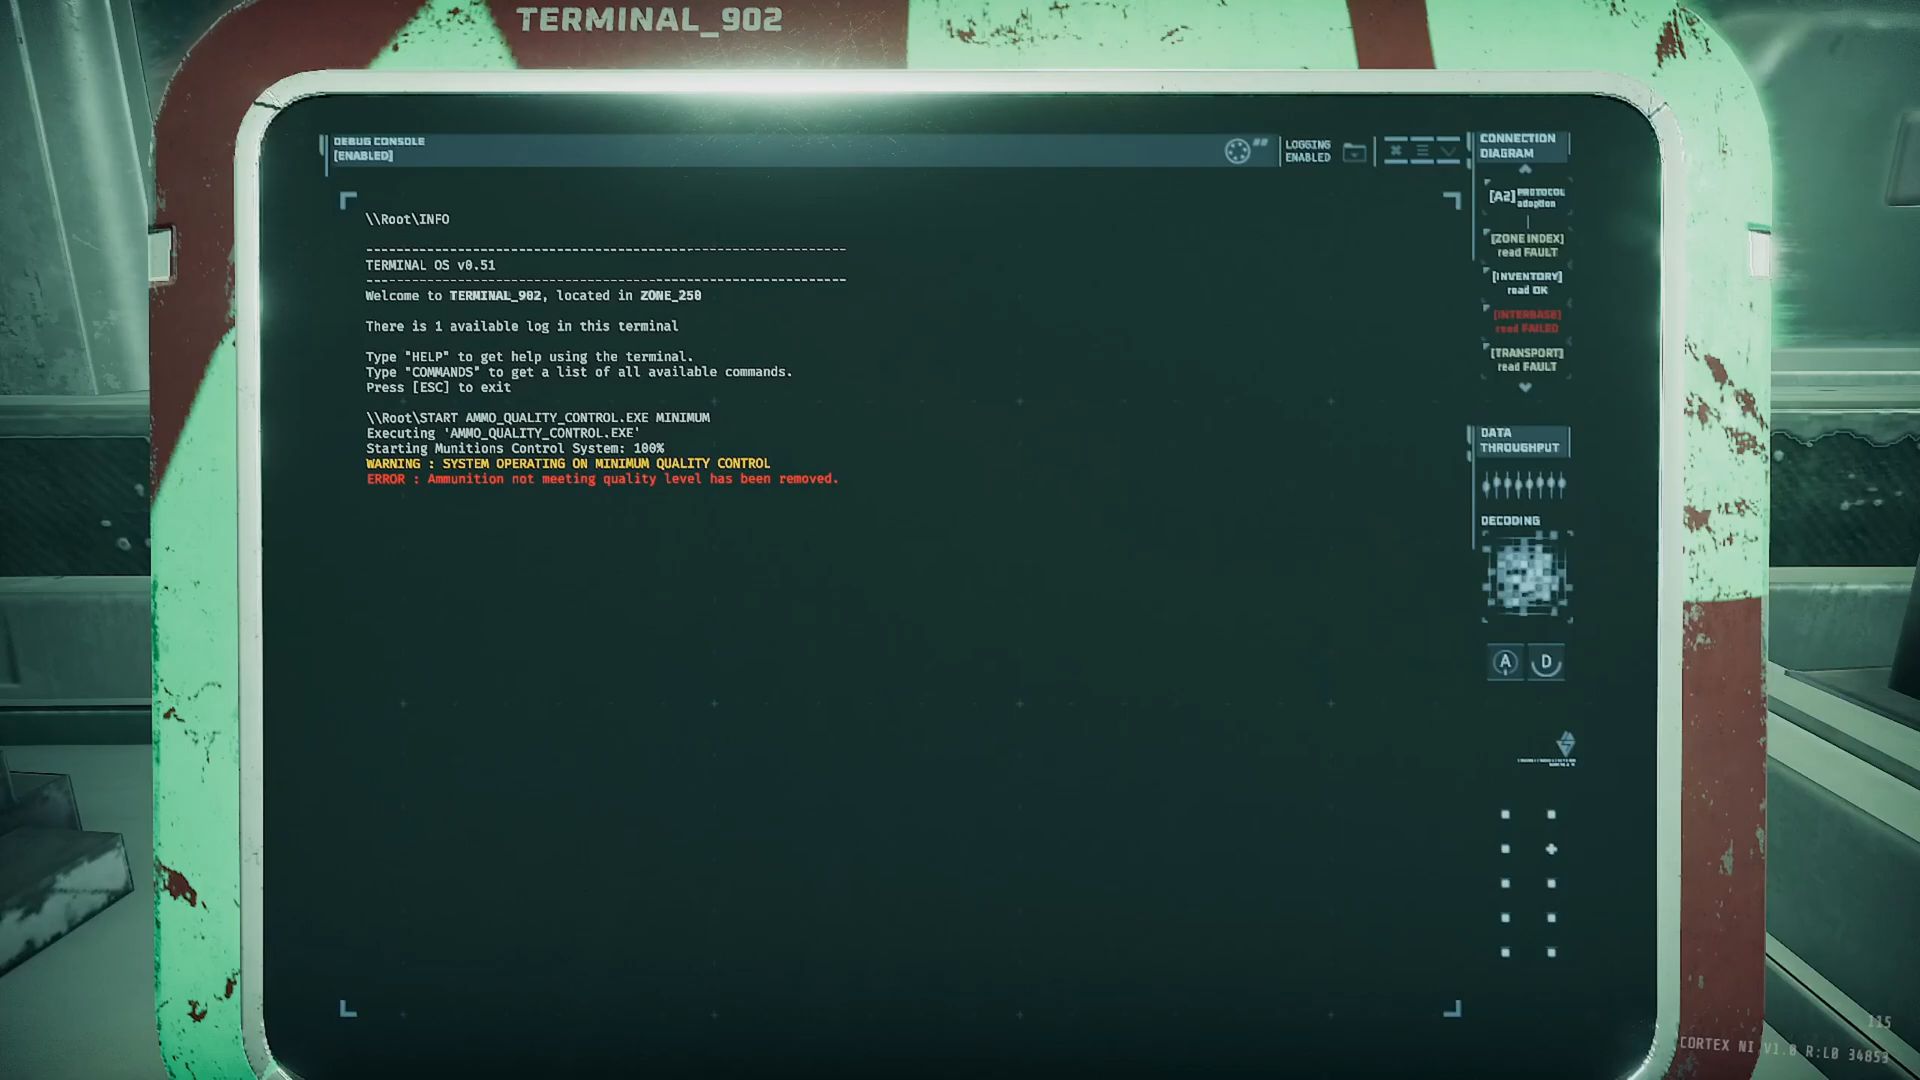 TERMINAL_902
DEBUG CONSOLE
[ENABLED]
LOGGING
ENABLED
\\Root\INFO
----------------------------------------------------------------
TERMINAL OS v0.51
----------------------------------------------------------------
Welcome to TERMINAL_902, located in ZONE_250
There is 1 available log in this terminal
Type "HELP" to get help using the terminal.
Type "COMMANDS" to get a list of all available commands.
Press [ESC] to exit
\\Root\START AMMO_QUALITY_CONTROL.EXE MINIMUM
Executing 'AMMO_QUALITY_CONTROL.EXE'
Starting Munitions Control System: 100%
WARNING : SYSTEM OPERATING ON MINIMUM QUALITY CONTROL
ERROR : Ammunition not meeting quality level has been removed.
CONNECTION
DIAGRAM
[A2] PROTOCOL
adoption
[ZONE INDEX]
read FAULT
[INVENTORY]
read OK
[INTERBASE]
read FAILED
[TRANSPORT]
read FAULT
DATA
THROUGHPUT
DECODING
A D
115
CORTEX NI V1.0 R:L0 34853